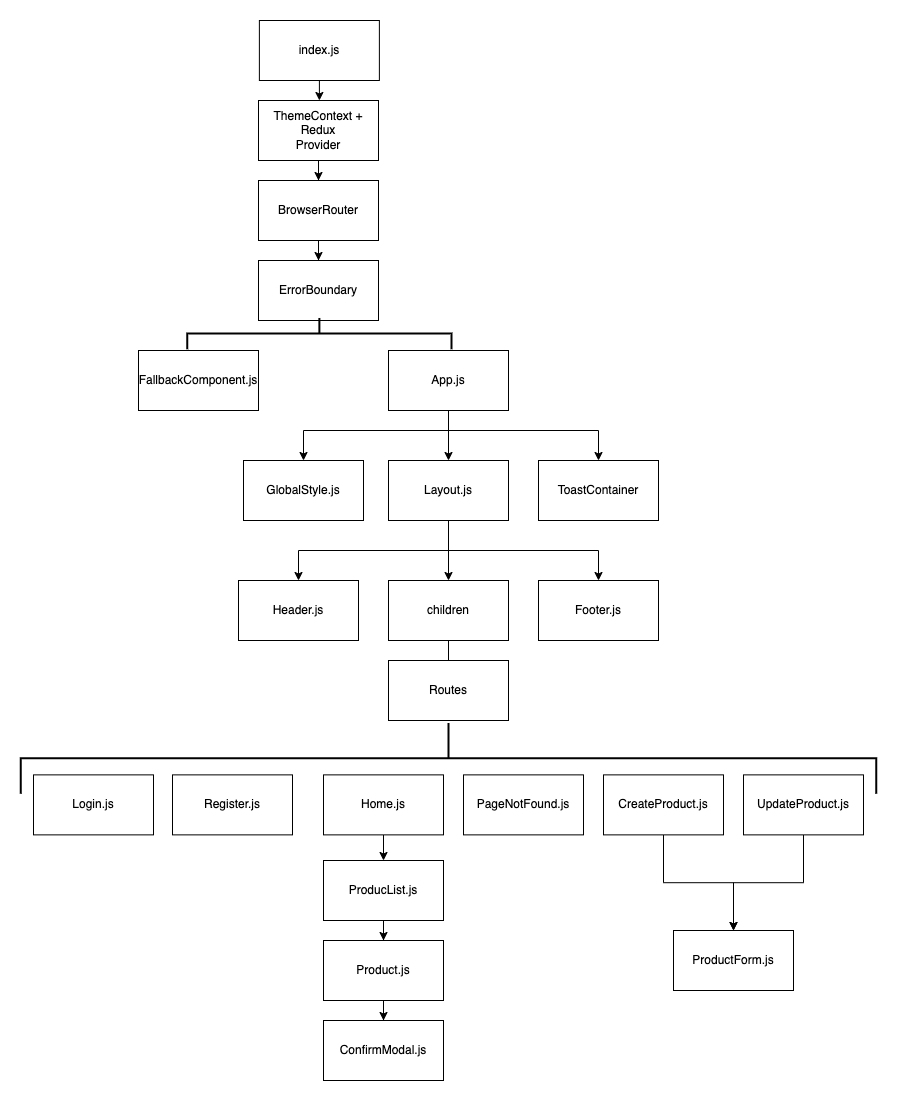 index.js
ThemeContext +
Redux
Provider
BrowserRouter
ErrorBoundary
FallbackComponent.js
App.js
GlobalStyle.js
Layout.js
ToastContainer
Header.js
children
Footer.js
Routes
Login.js
Register.js
Home.js
PageNotFound.js
CreateProduct.js
UpdateProduct.js
ProducList.js
Product.js
ProductForm.js
ConfirmModal.js